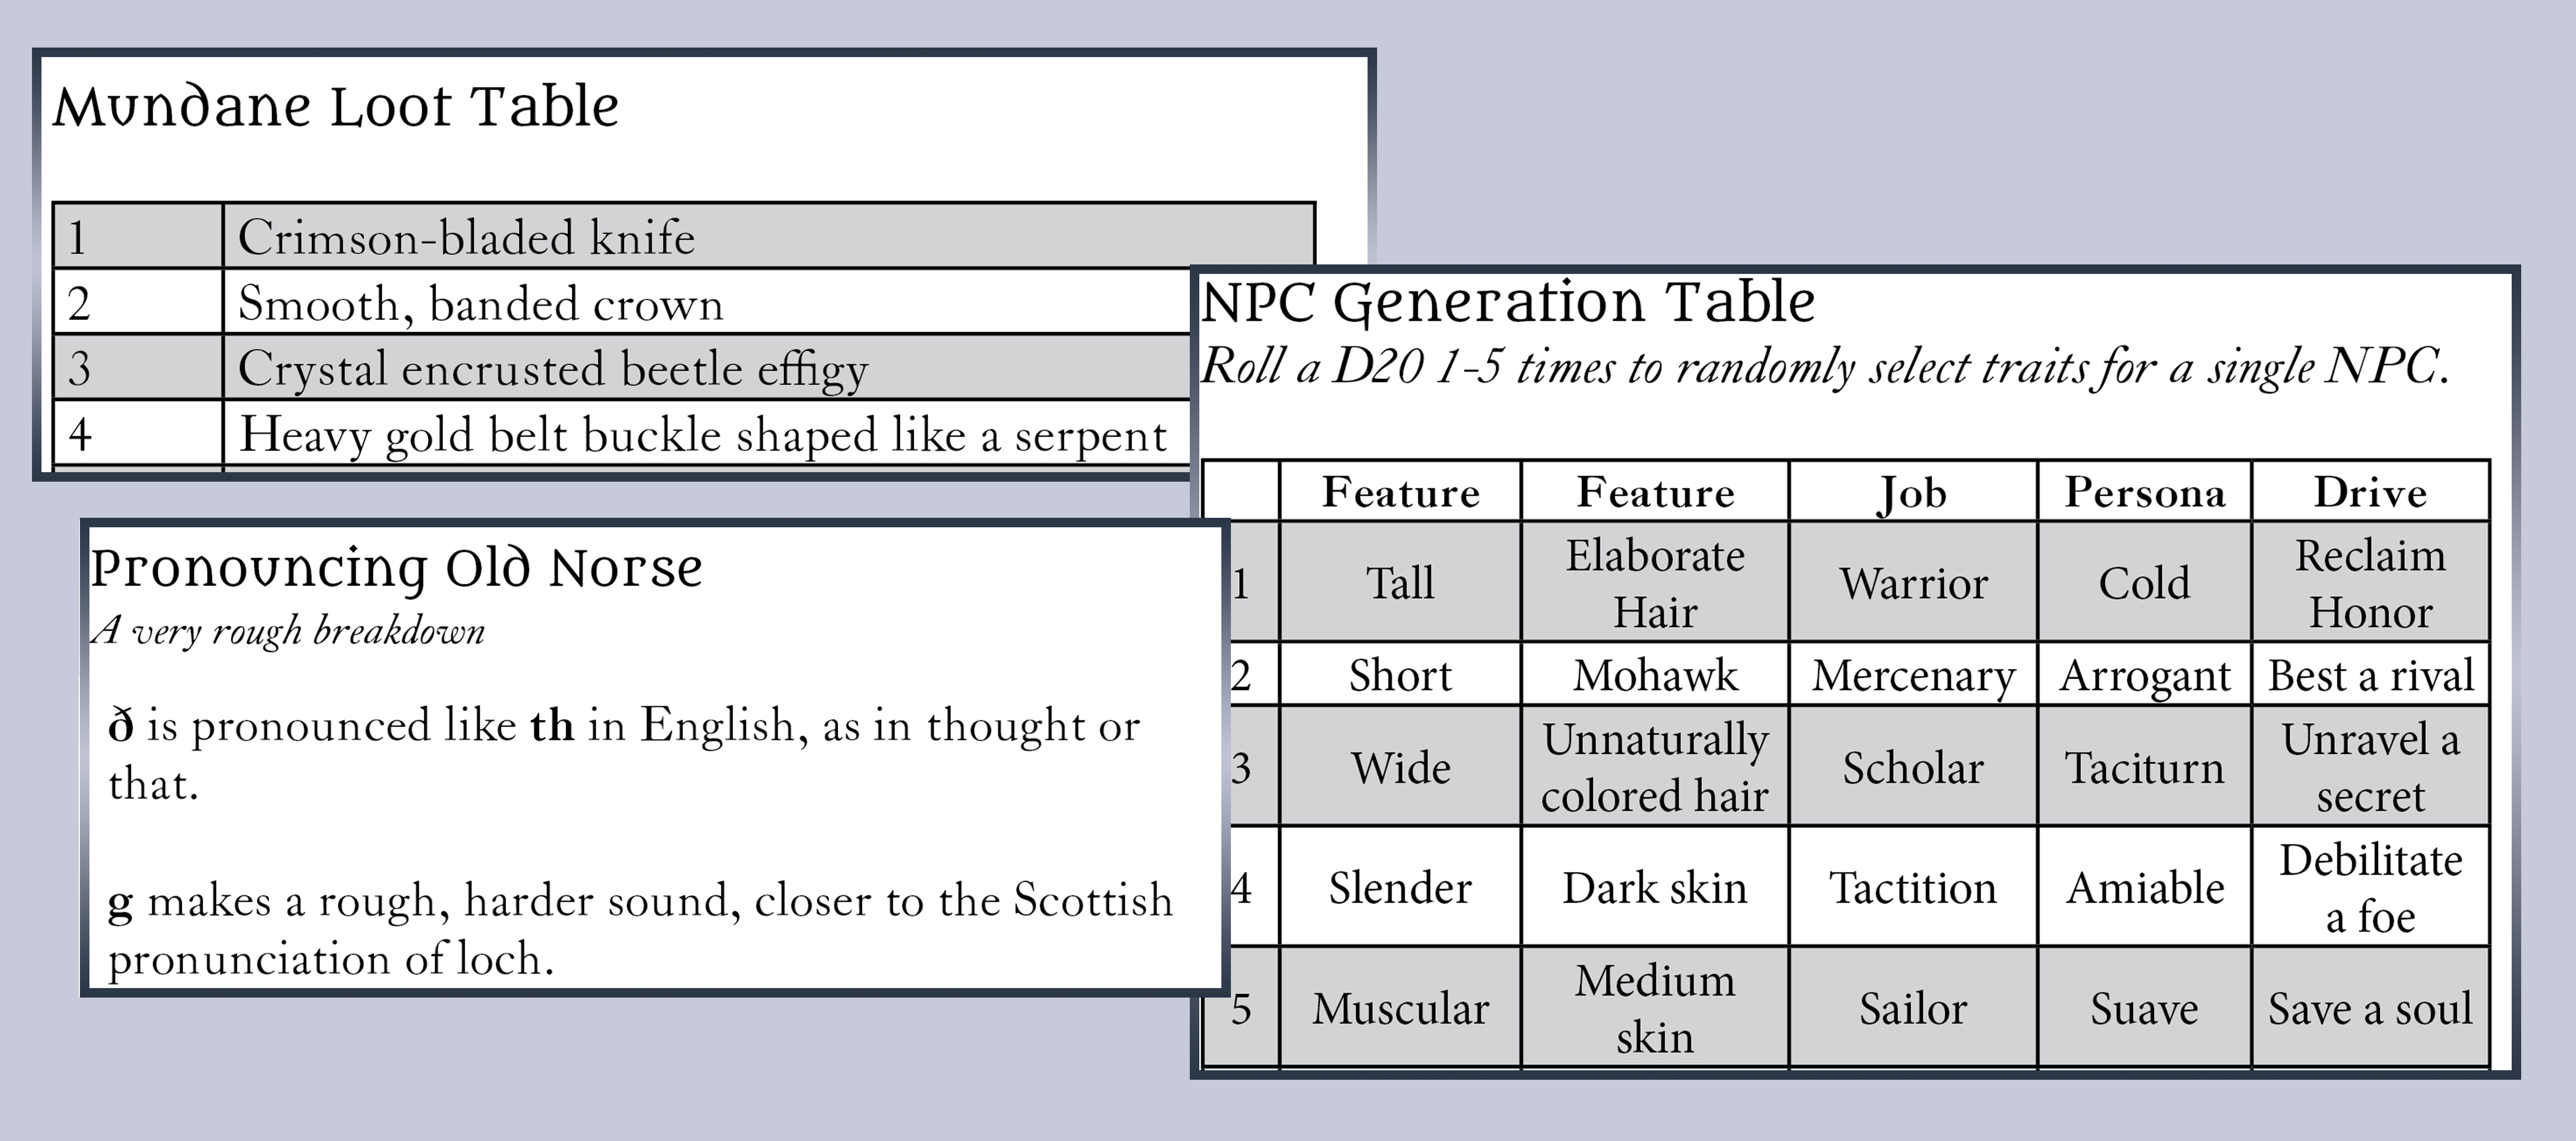 Mundane Loot Table
1 Crimson-bladed knife
2 Smooth, banded crown
3 Crystal encrusted beetle effigy
4 Heavy gold belt buckle shaped like a serpent
NPC Generation Table
Roll a D20 1-5 times to randomly select traits for a single NPC.
Feature Feature Job Persona Drive
1 Tall Elaborate Hair Warrior Cold Reclaim Honor
2 Short Mohawk Mercenary Arrogant Best a rival
3 Wide Unnaturally colored hair Scholar Taciturn Unravel a secret
4 Slender Dark skin Tactition Amiable Debilitate a foe
5 Muscular Medium skin Sailor Suave Save a soul
Pronouncing Old Norse
A very rough breakdown
ð is pronounced like th in English, as in thought or
that.
g makes a rough, harder sound, closer to the Scottish
pronunciation of loch.